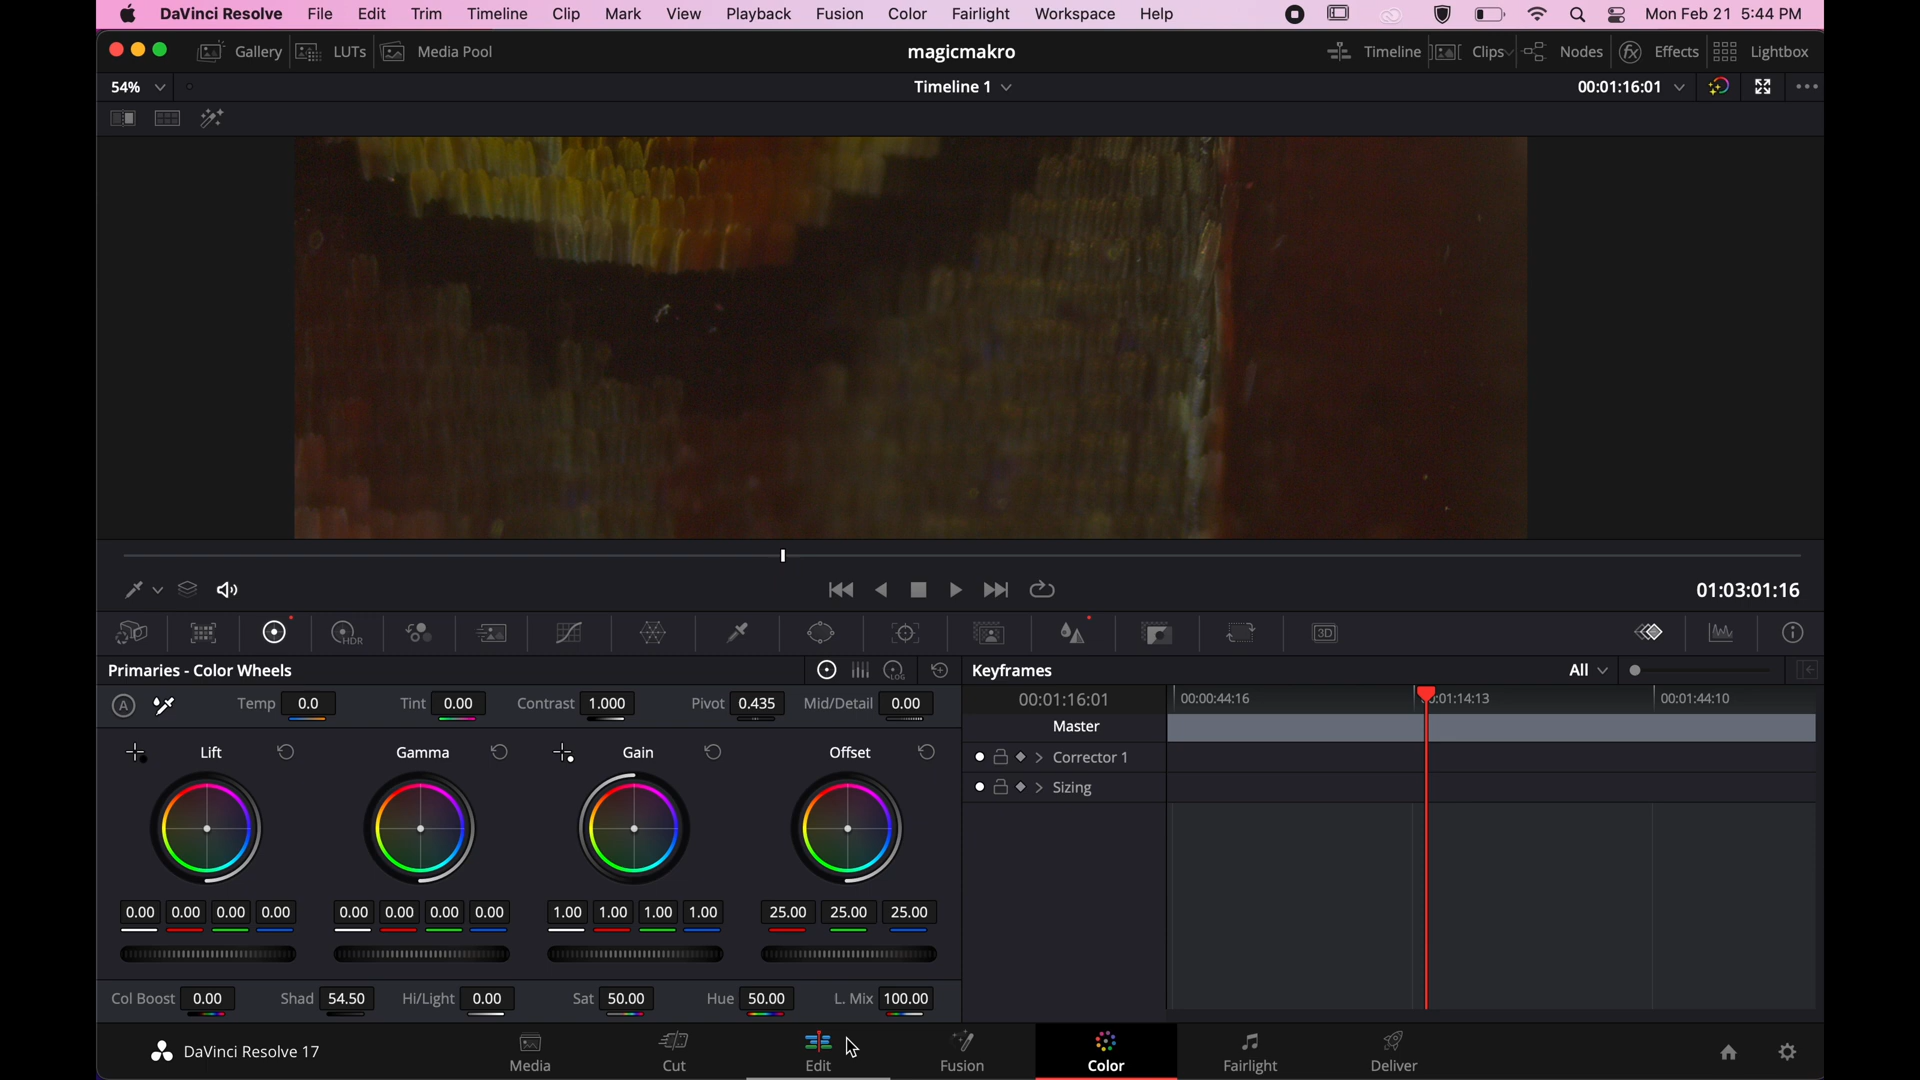 DaVinci Resolve File Edit Trim Timeline Clip Mark View Playback Fusion Color Fairlight Workspace Help Mon Feb 21 5:44 PM
Gallery LUTs Media Pool magicmakro Timeline Clips Nodes Effects Lightbox
54% Timeline 1 00:01:16:01
01:03:01:16
HDR 3D
Primaries - Color Wheels LOG Keyframes All
A Temp 0.0 Tint 0.00 Contrast 1.000 Pivot 0.435 Mid/Detail 0.00 00:01:16:01 00:00:44:16 01:14:13 00:01:44:10
Master
Lift Gamma Gain Offset Corrector 1
Sizing
0.00 0.00 0.00 0.00 0.00 0.00 0.00 0.00 1.00 1.00 1.00 1.00 25.00 25.00 25.00
Col Boost 0.00 Shad 54.50 Hi/Light 0.00 Sat 50.00 Hue 50.00 L. Mix 100.00
DaVinci Resolve 17 Media Cut Edit Fusion Color Fairlight Deliver